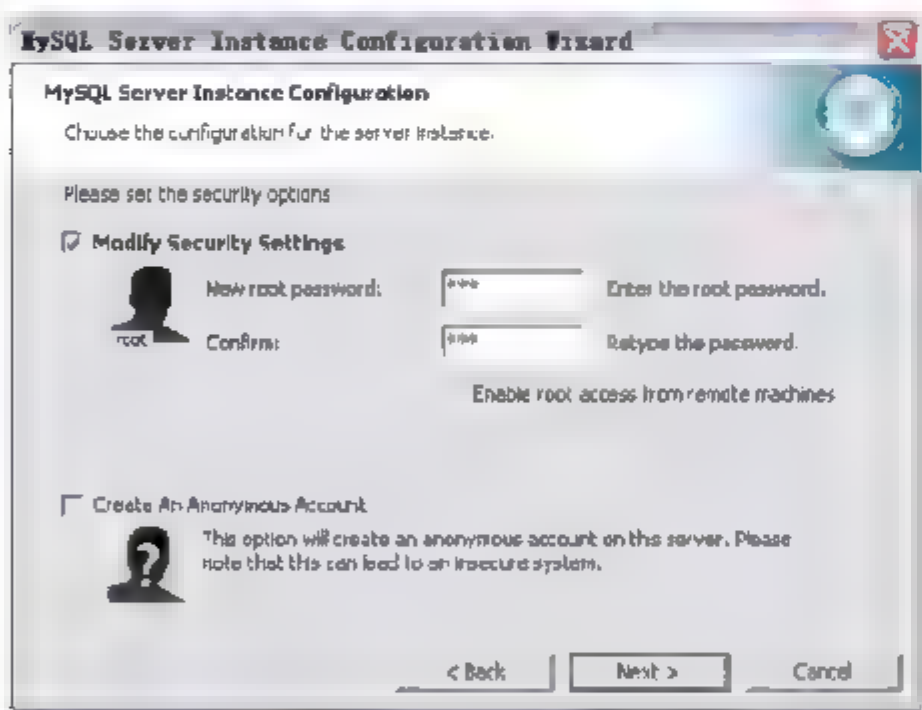 MySQL Server Instance Configuration Wizard
MySQL Server Instance Configuration
Choose the configuration for the server instance.
Please set the security options
Modify Security Settings
root
New root password: *** Enter the root password.
Confirm: *** Retype the password.
Enable root access from remote machines
Create An Anonymous Account
?
This option will create an anonymous account on this server. Please
note that this can lead to an insecure system.
< Back Next > Cancel